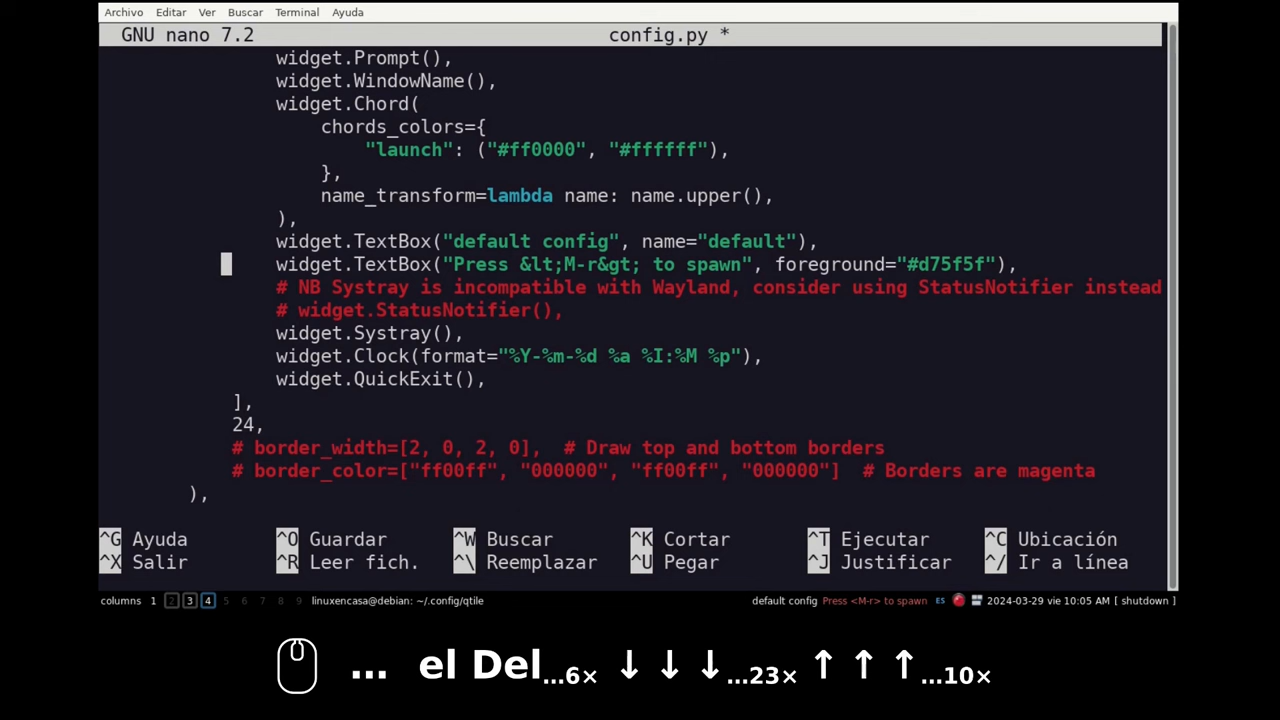 Archivo Editar Ver Buscar Terminal Ayuda
GNU nano 7.2 config.py *
widget.Prompt(),
widget.WindowName(),
widget.Chord(
chords_colors={
"launch": ("#ff0000", "#ffffff"),
},
name_transform=lambda name: name.upper(),
),
widget.TextBox("default config", name="default"),
widget.TextBox("Press &lt;M-r&gt; to spawn", foreground="#d75f5f"),
# NB Systray is incompatible with Wayland, consider using StatusNotifier instead
# widget.StatusNotifier(),
widget.Systray(),
widget.Clock(format="%Y-%m-%d %a %I:%M %p"),
widget.QuickExit(),
],
24,
# border_width=[2, 0, 2, 0],  # Draw top and bottom borders
# border_color=["ff00ff", "000000", "ff00ff", "000000"]  # Borders are magenta
),
^G Ayuda ^O Guardar ^W Buscar ^K Cortar ^T Ejecutar ^C Ubicación
^X Salir ^R Leer fich. ^\ Reemplazar ^U Pegar ^J Justificar ^/ Ir a línea
columns 1 2 3 4 5 6 7 8 9 linuxencasa@debian: ~/.config/qtile default config Press <M-r> to spawn ES 2024-03-29 vie 10:05 AM [ shutdown ]
... el Del...6× ↓ ↓ ↓...23× ↑ ↑ ↑...10×